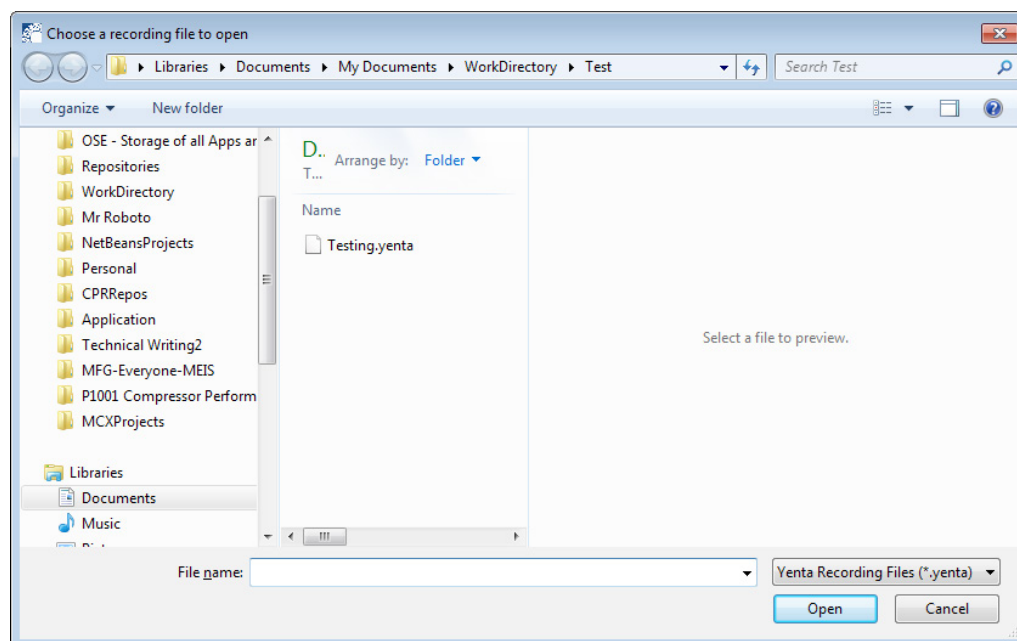 Choose a recording file to open
Libraries Documents My Documents WorkDirectory Test
Search Test
Organize New folder
OSE - Storage of all Apps ar
Repositories
WorkDirectory
Mr Roboto
NetBeansProjects
Personal
CPRRepos
Application
Technical Writing2
MFG-Everyone-MEIS
P1001 Compressor Perform
MCXProjects
Libraries
Documents
Music
D..
T...
Arrange by: Folder
Name
Testing.yenta
Select a file to preview.
File name:
Yenta Recording Files (*.yenta)
Open Cancel